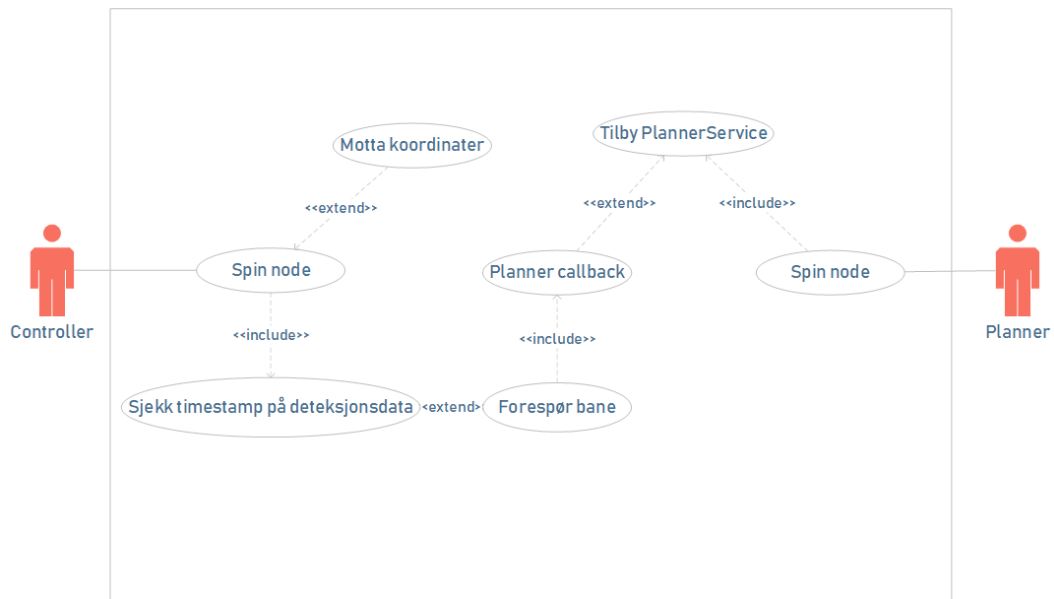 Tilby PlannerService
Motta koordinater
<<extend>>
<<extend>>
<<include>>
Spin node
Planner callback
Spin node
Controller
Planner
<<include>>
<<include>>
Sjekk timestamp på deteksjonsdata
<extend>
Forespør bane